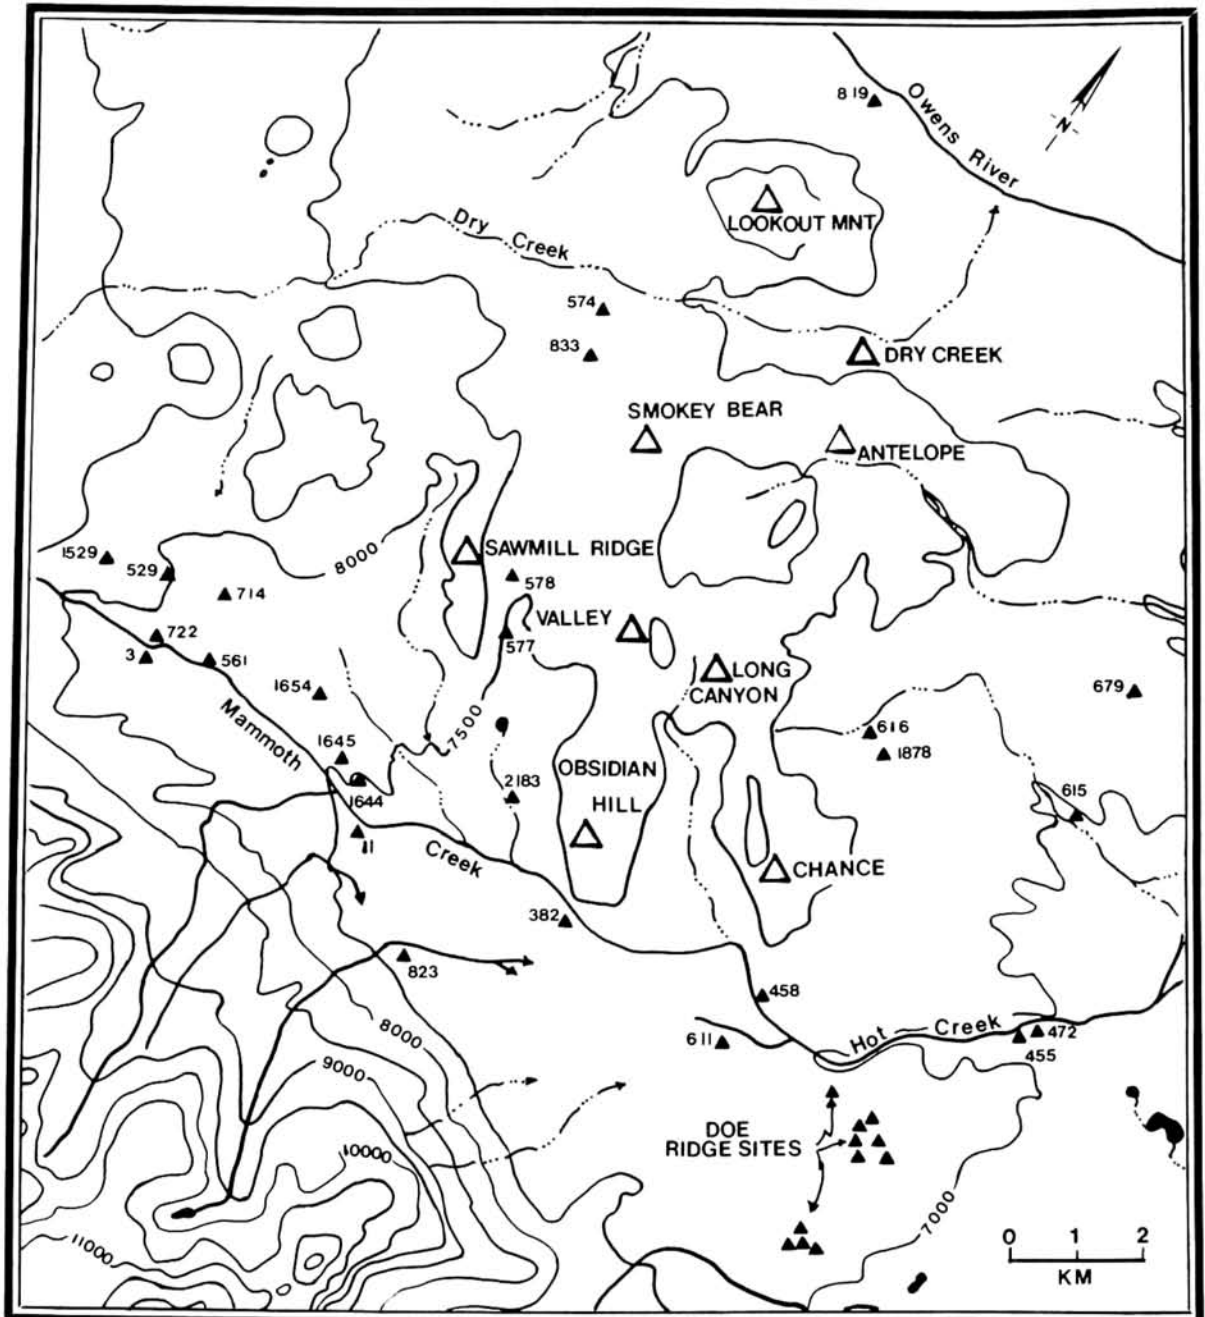 819
Owens River
N
LOOKOUT MNT
Dry Creek
574
833
DRY CREEK
SMOKEY BEAR
ANTELOPE
8000
1529
529
714
SAWMILL RIDGE
578
722
3
561
577
VALLEY
LONG
CANYON
1654
679
Mammoth
7500
616
1878
1645
1644
OBSIDIAN
HILL
2183
615
11
Creek
CHANCE
382
823
458
8000
611
Hot Creek
472
455
9000
DOE
RIDGE SITES
10000
7000
11000
0 1 2
KM